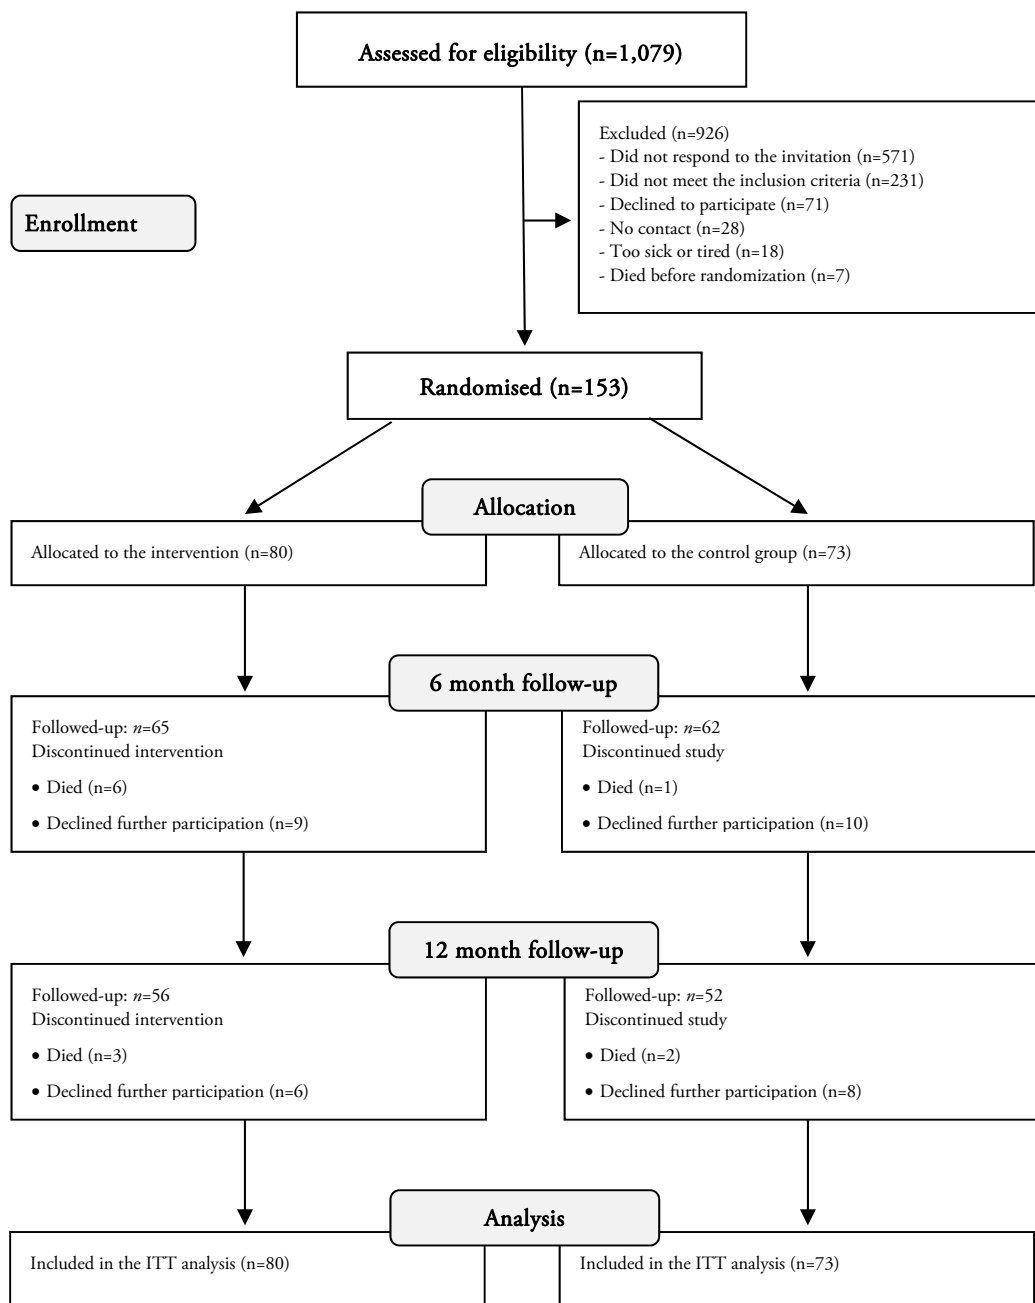 Assessed for eligibility (n=1,079)
Excluded (n=926)
- Did not respond to the invitation (n=571)
- Did not meet the inclusion criteria (n=231)
- Declined to participate (n=71)
- No contact (n=28)
- Too sick or tired (n=18)
- Died before randomization (n=7)
Enrollment
Randomised (n=153)
Allocation
Allocated to the intervention (n=80)
Allocated to the control group (n=73)
6 month follow-up
Followed-up: n=65
Discontinued intervention
• Died (n=6)
• Declined further participation (n=9)
Followed-up: n=62
Discontinued study
• Died (n=1)
• Declined further participation (n=10)
12 month follow-up
Followed-up: n=56
Discontinued intervention
• Died (n=3)
• Declined further participation (n=6)
Followed-up: n=52
Discontinued study
• Died (n=2)
• Declined further participation (n=8)
Analysis
Included in the ITT analysis (n=80)
Included in the ITT analysis (n=73)